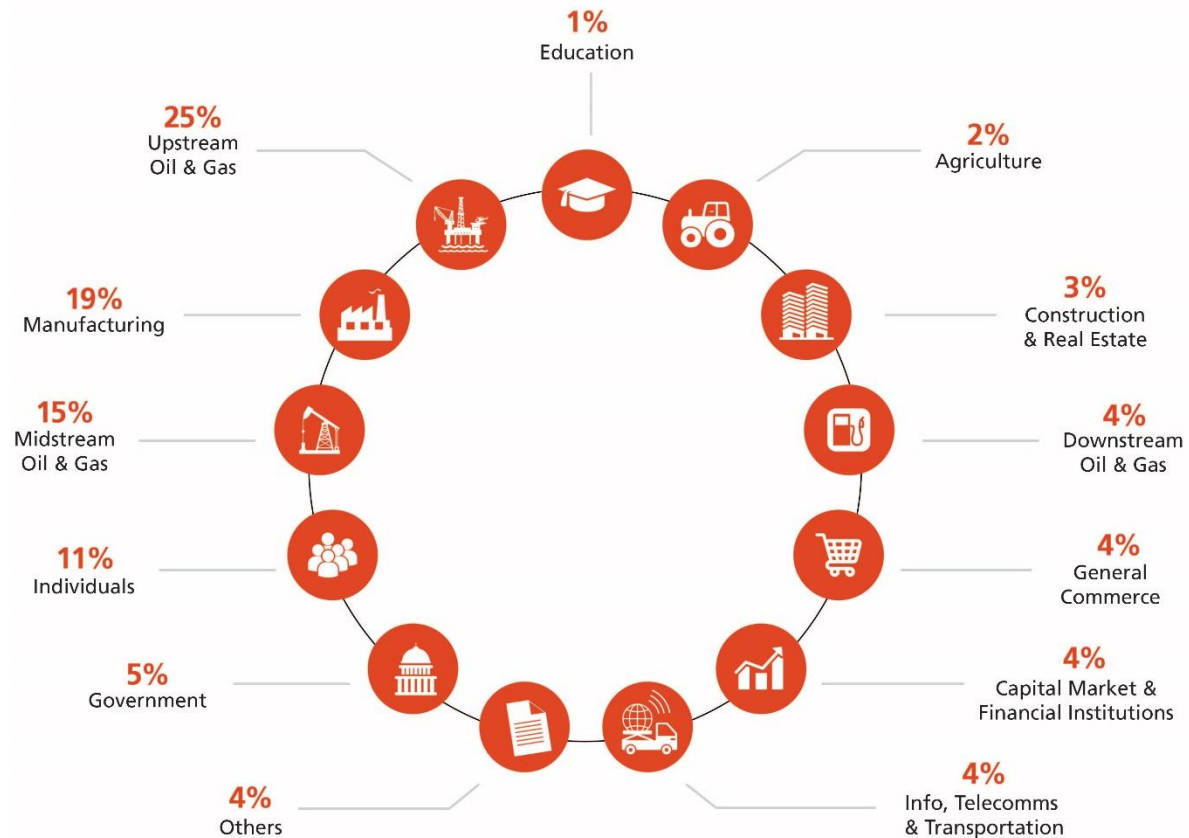 1%
Education
2%
Agriculture
3%
Construction
& Real Estate
4%
Downstream
Oil & Gas
4%
General
Commerce
4%
Capital Market &
Financial Institutions
4%
Info, Telecomms
& Transportation
4%
Others
5%
Government
11%
Individuals
15%
Midstream
Oil & Gas
19%
Manufacturing
25%
Upstream
Oil & Gas